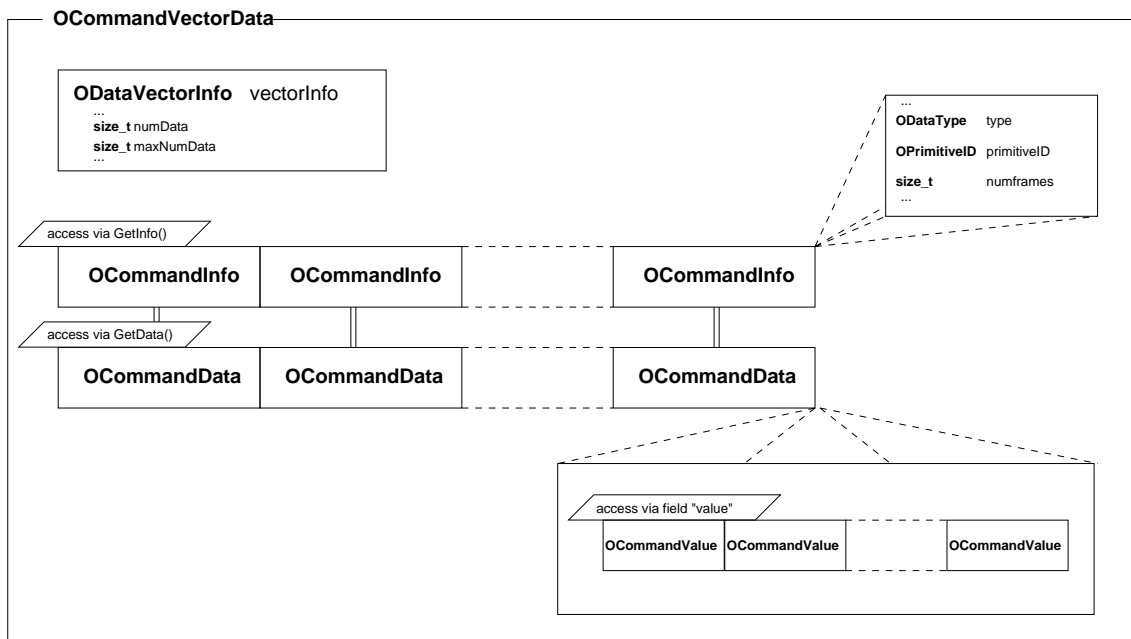 OCommandVectorData
ODataVectorInfo vectorInfo
...
size_t numData
size_t maxNumData
...
...
ODataType type
OPrimitiveID primitiveID
size_t numframes
...
access via GetInfo()
OCommandInfo OCommandInfo OCommandInfo
access via GetData()
OCommandData OCommandData OCommandData
access via field "value"
OCommandValue OCommandValue OCommandValue